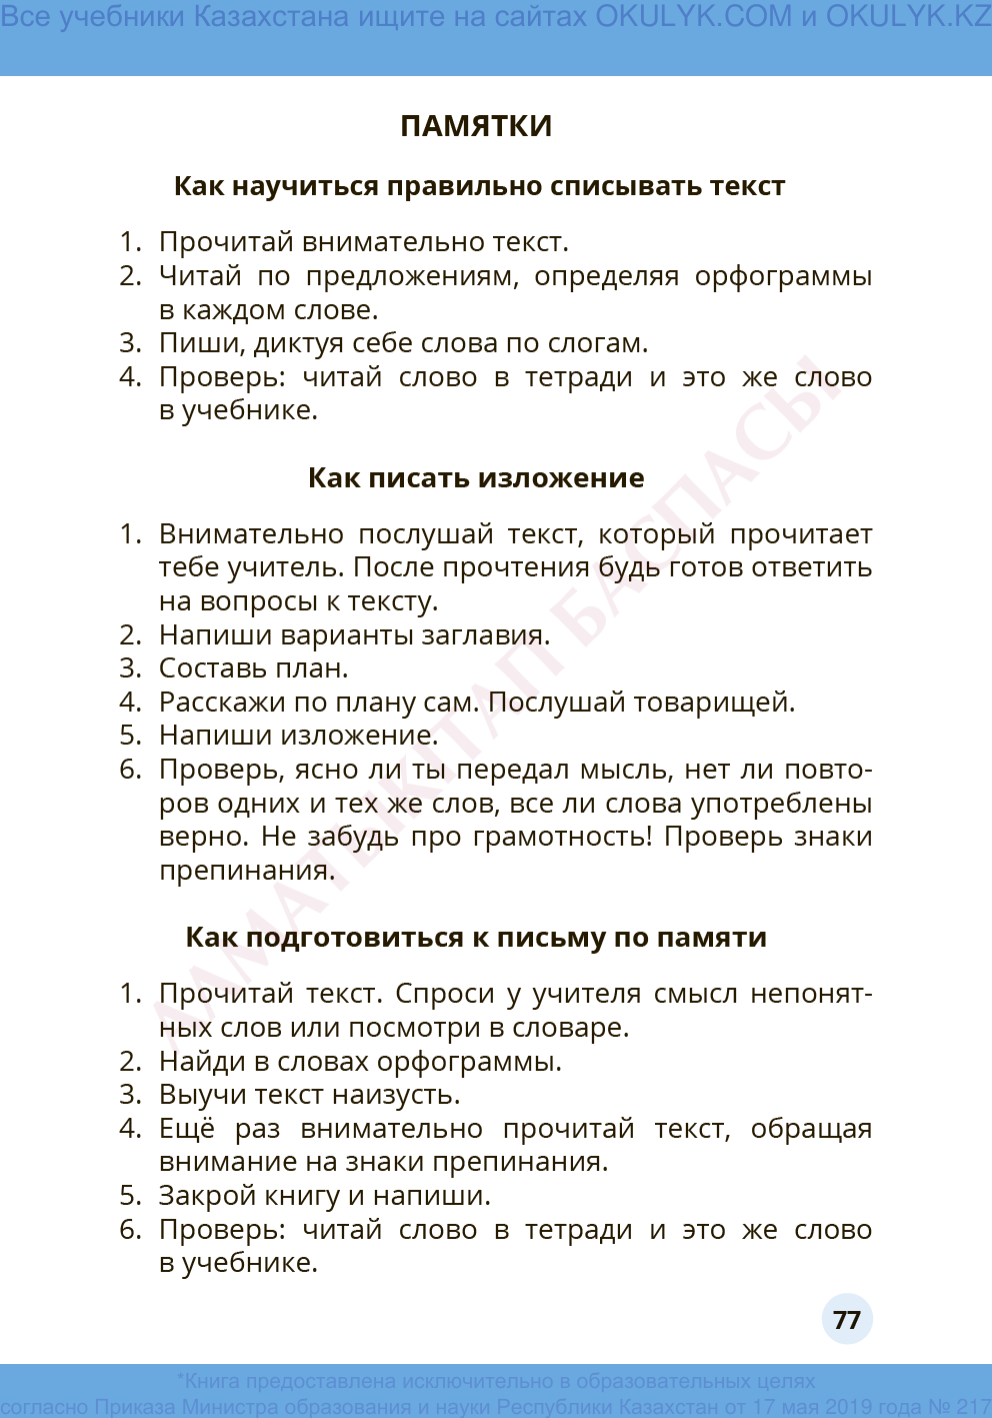 Все учебники Казахстана ищите на сайтах OKULYK.COM и OKULYK.KZ
ПАМЯТКИ
Как научиться правильно списывать текст
1. Прочитай внимательно текст.
2. Читай по предложениям, определяя орфограммы
в каждом слове.
3. Пиши, диктуя себе слова по слогам.
4. Проверь: читай слово в тетради и это же слово
в учебнике.
Как писать изложение
1. Внимательно послушай текст, который прочитает
тебе учитель. После прочтения будь готов ответить
на вопросы к тексту.
2. Напиши варианты заглавия.
3. Составь план.
4. Расскажи по плану сам. Послушай товарищей.
5. Напиши изложение.
6. Проверь, ясно ли ты передал мысль, нет ли повто-
ров одних и тех же слов, все ли слова употреблены
верно. Не забудь про грамотность! Проверь знаки
препинания.
Как подготовиться к письму по памяти
1. Прочитай текст. Спроси у учителя смысл непонят-
ных слов или посмотри в словаре.
2. Найди в словах орфограммы.
3. Выучи текст наизусть.
4. Ещё раз внимательно прочитай текст, обращая
внимание на знаки препинания.
5. Закрой книгу и напиши.
6. Проверь: читай слово в тетради и это же слово
в учебнике.
АЛМАТЫКІТАП БАСПАСЫ
77
*Книга предоставлена исключительно в образовательных целях
согласно Приказа Министра образования и науки Республики Казахстан от 17 мая 2019 года № 217